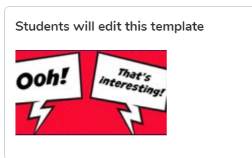 Students will edit this template
Ooh!
That's
interesting!